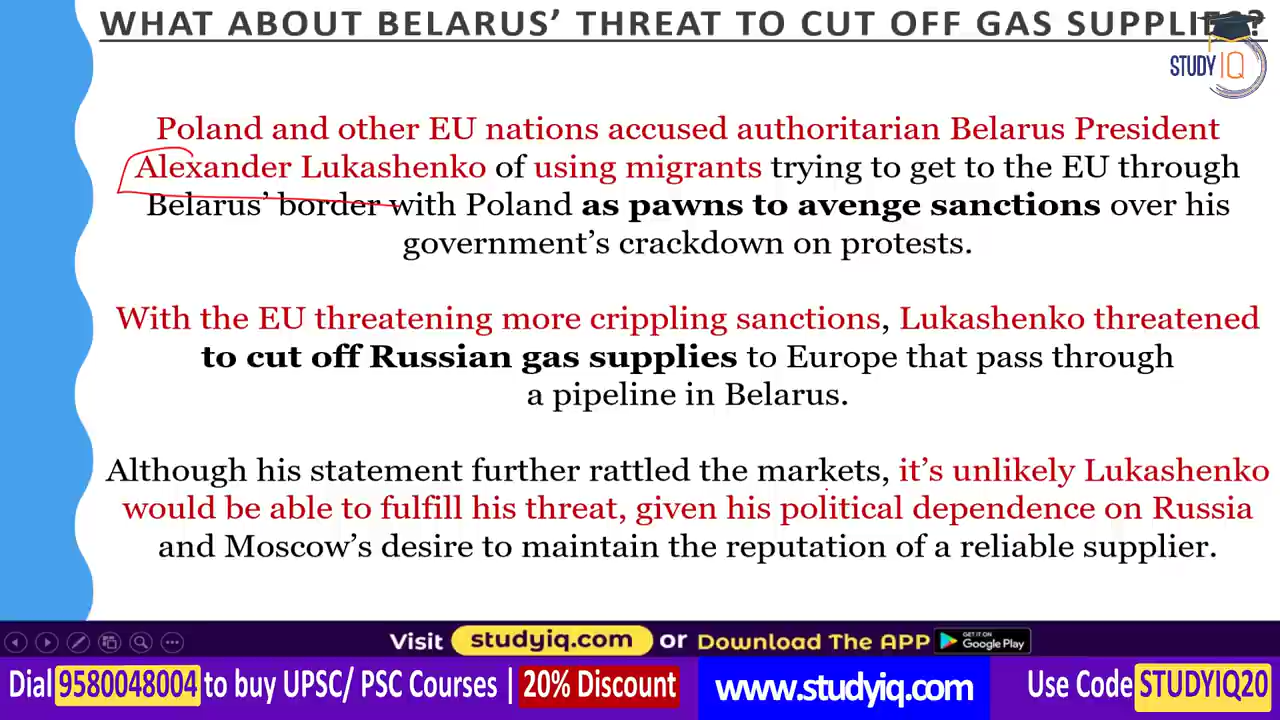 WHAT ABOUT BELARUS’ THREAT TO CUT OFF GAS SUPPLIES?
STUDY IQ
Poland and other EU nations accused authoritarian Belarus President
Alexander Lukashenko of using migrants trying to get to the EU through
Belarus’ border with Poland as pawns to avenge sanctions over his
government’s crackdown on protests.
With the EU threatening more crippling sanctions, Lukashenko threatened
to cut off Russian gas supplies to Europe that pass through
a pipeline in Belarus.
Although his statement further rattled the markets, it’s unlikely Lukashenko
would be able to fulfill his threat, given his political dependence on Russia
and Moscow’s desire to maintain the reputation of a reliable supplier.
Visit studyiq.com or Download The APP GET IT ON Google Play
Dial 9580048004 to buy UPSC/ PSC Courses | 20% Discount www.studyiq.com Use Code STUDYIQ20